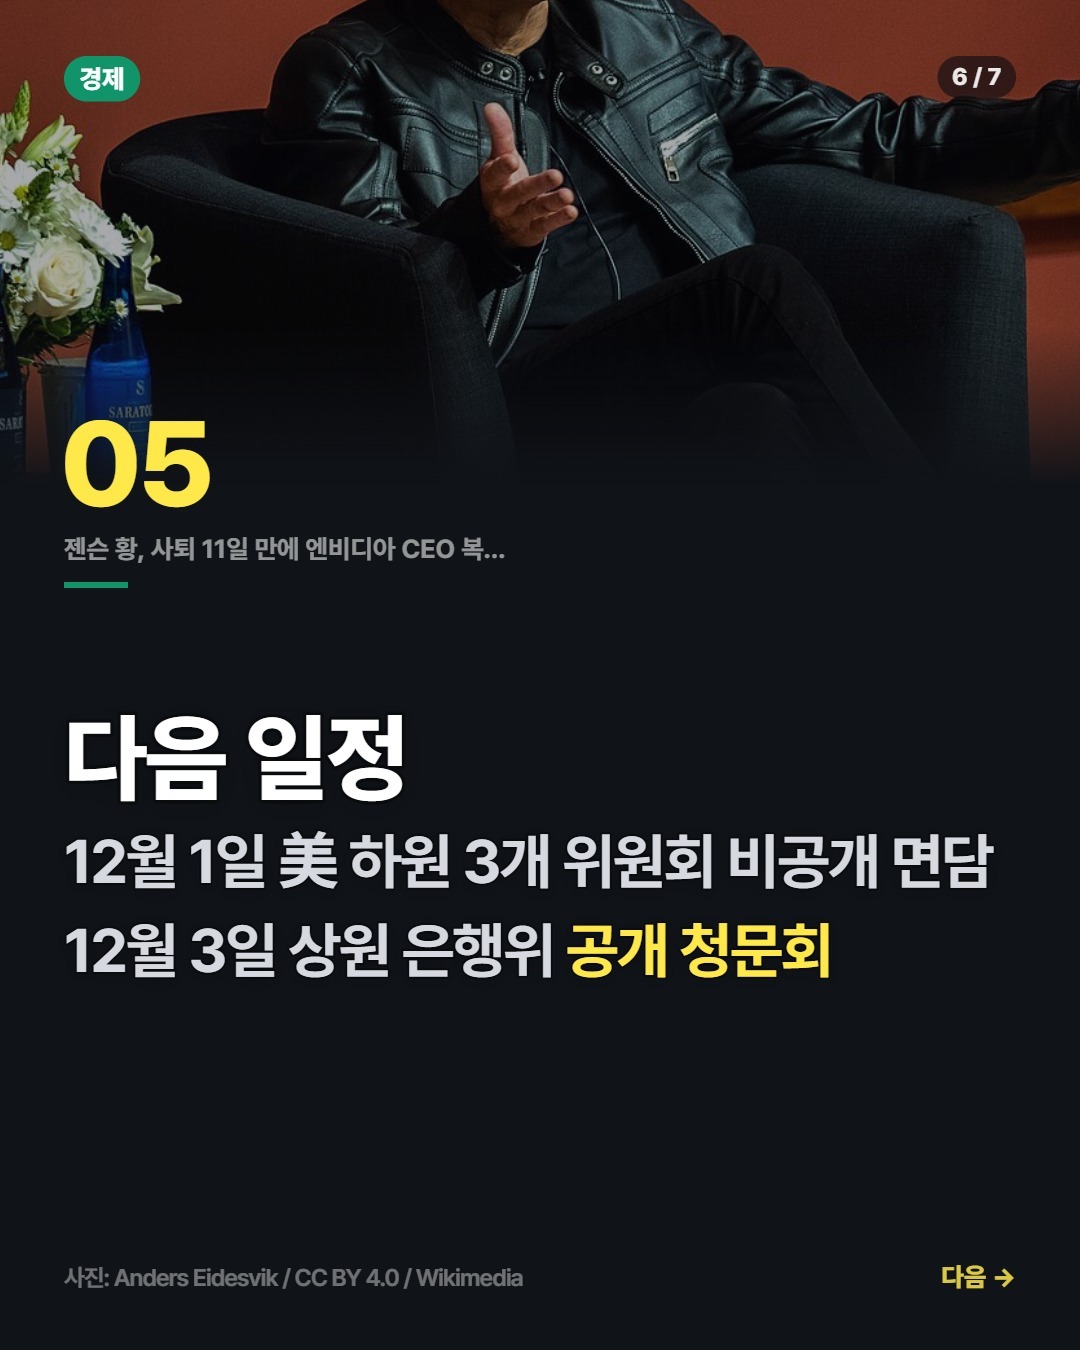 경제
6 / 7
S
SARATOG
SAR
05
젠슨 황, 사퇴 11일 만에 엔비디아 CEO 복...
다음 일정
12월 1일 美 하원 3개 위원회 비공개 면담
12월 3일 상원 은행위 공개 청문회
사진: Anders Eidesvik / CC BY 4.0 / Wikimedia
다음 →